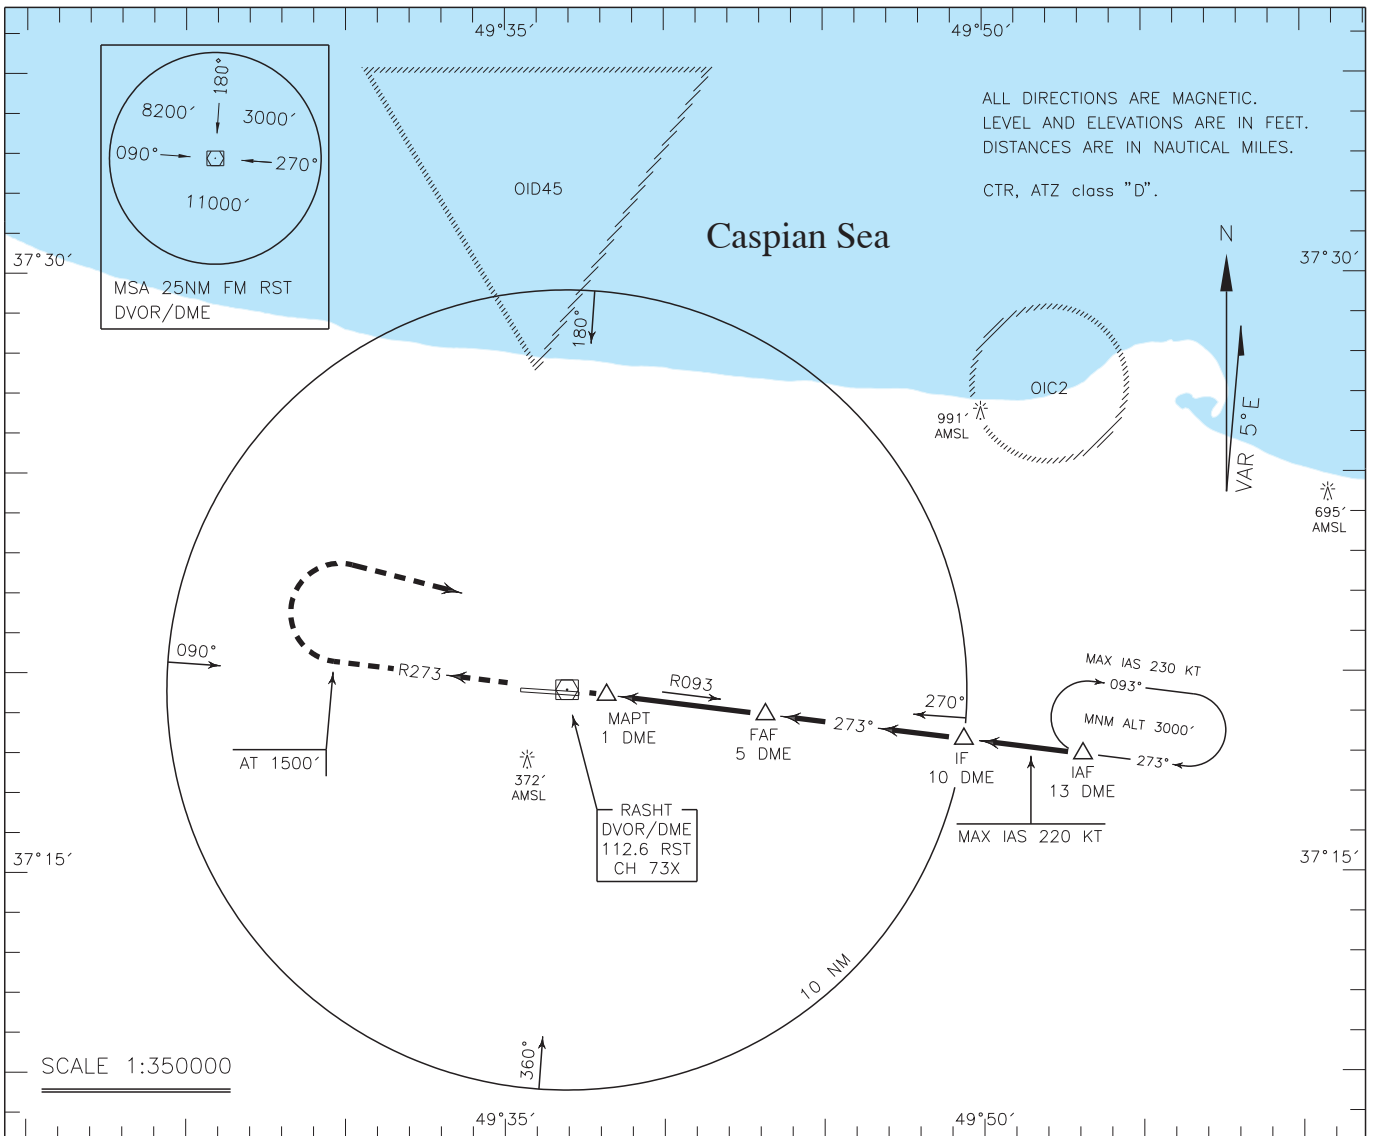 49°35′
49°50′
180°
8200′
3000′
090°
270°
11000′
MSA 25NM FM RST
DVOR/DME
ALL DIRECTIONS ARE MAGNETIC.
LEVEL AND ELEVATIONS ARE IN FEET.
DISTANCES ARE IN NAUTICAL MILES.
CTR, ATZ class ″D″.
OID45
Caspian Sea
N
37°30′
37°30′
180°
OIC2
991′
AMSL
VAR 5°E
695′
AMSL
090°
R273
R093
MAPT
1 DME
FAF
5 DME
273°
270°
IF
10 DME
IAF
13 DME
MAX IAS 230 KT
093°
MNM ALT 3000′
273°
AT 1500′
372′
AMSL
RASHT
DVOR/DME
112.6 RST
CH 73X
MAX IAS 220 KT
37°15′
37°15′
10 NM
360°
SCALE 1:350000
49°35′
49°50′